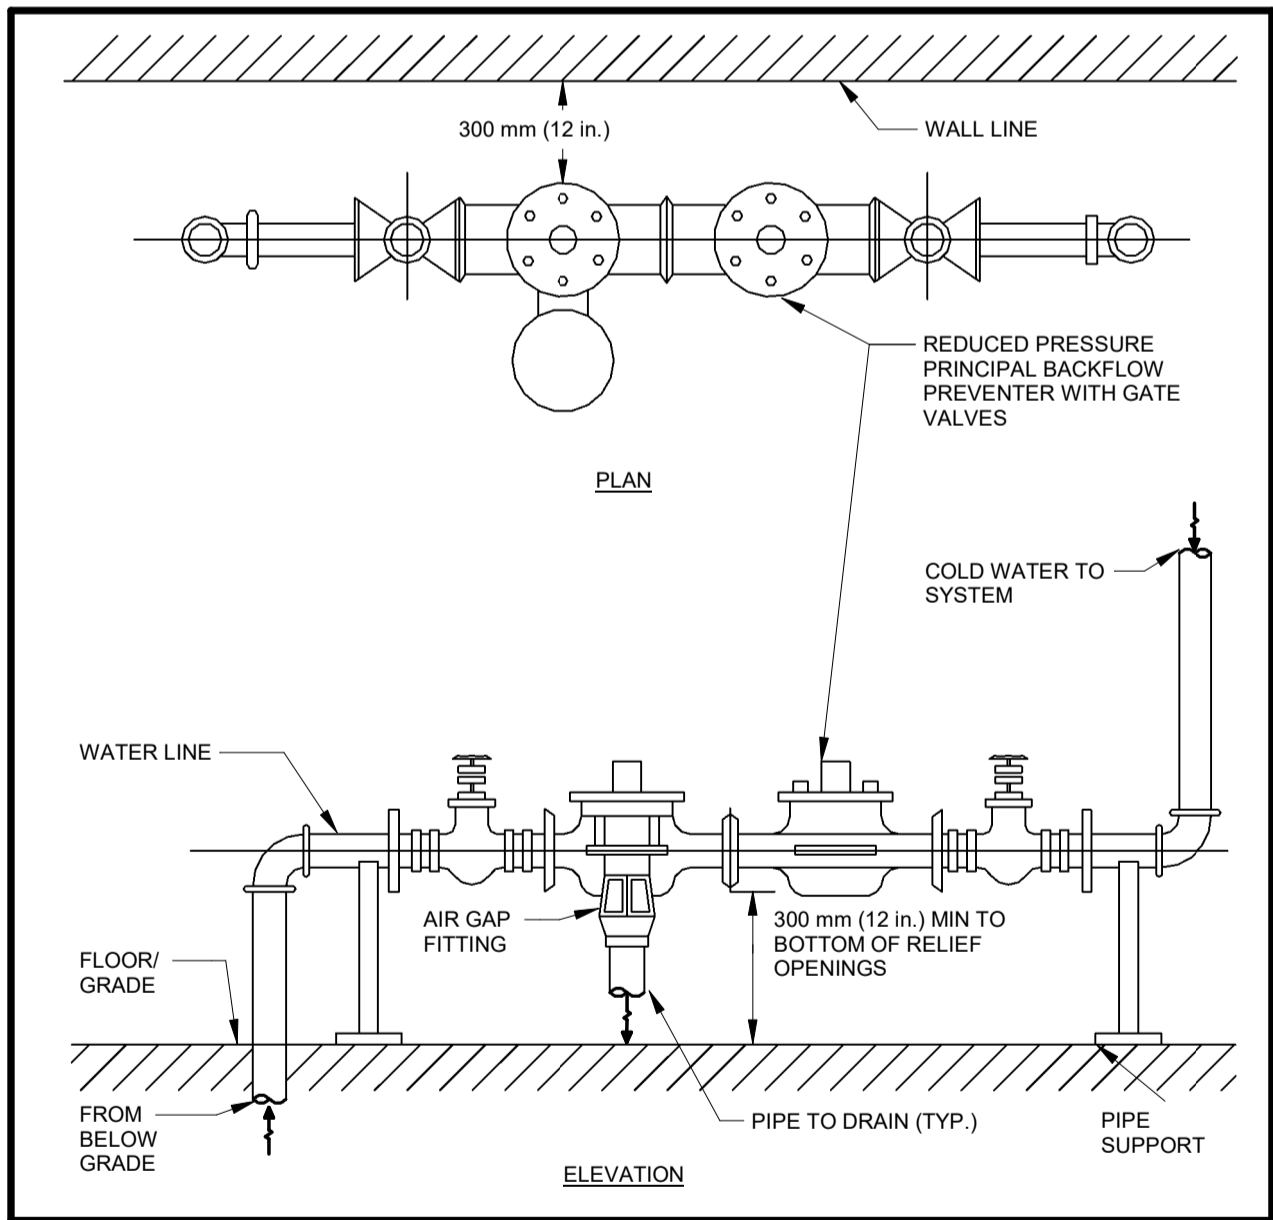 300 mm (12 in.)
WALL LINE
REDUCED PRESSURE
PRINCIPAL BACKFLOW
PREVENTER WITH GATE
VALVES
PLAN
COLD WATER TO
SYSTEM
WATER LINE
AIR GAP
FITTING
300 mm (12 in.) MIN TO
BOTTOM OF RELIEF
OPENINGS
FLOOR/
GRADE
FROM
BELOW
GRADE
PIPE TO DRAIN (TYP.)
PIPE
SUPPORT
ELEVATION